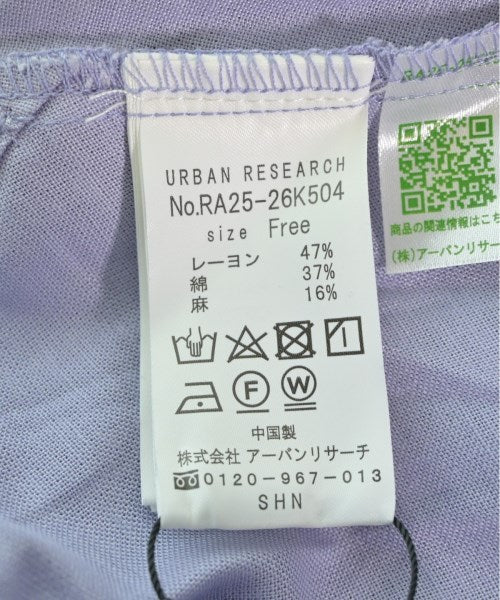 URBAN RESEARCH
No.RA25-26K504
size Free
レーヨン 47%
綿 37%
麻 16%
F W
中国製
株式会社 アーバンリサーチ
0120-967-013
SHN
商品の関連情報はこち
(株)アーバンリサーチ